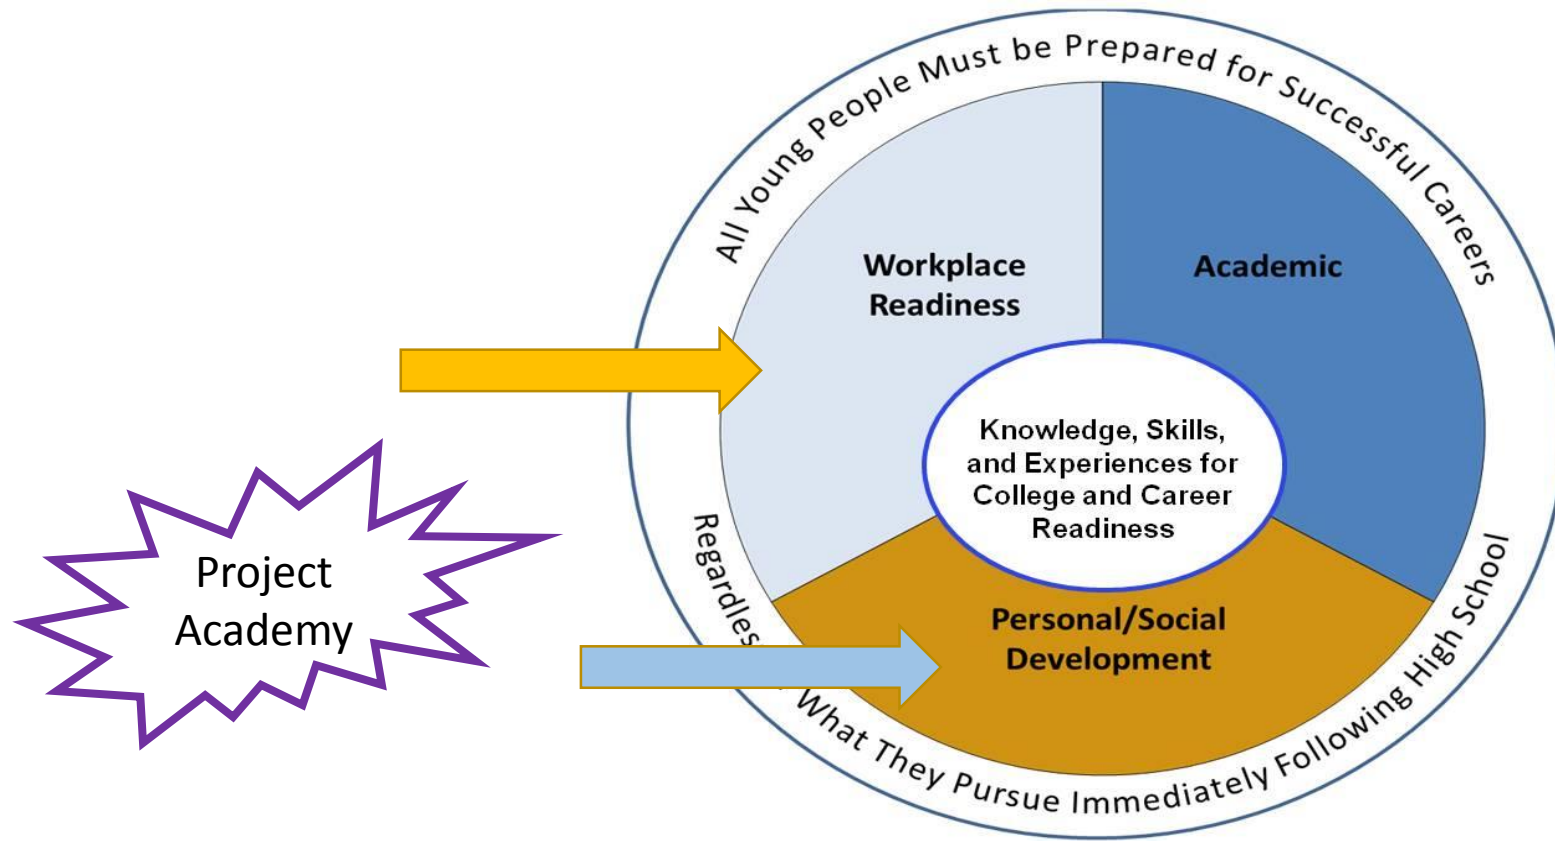 All Young People Must be Prepared for Successful Careers
Workplace
Readiness
Academic
Knowledge, Skills,
and Experiences for
College and Career
Readiness
Project
Academy
Personal/Social
Development
What They Pursue Immediately Following High School